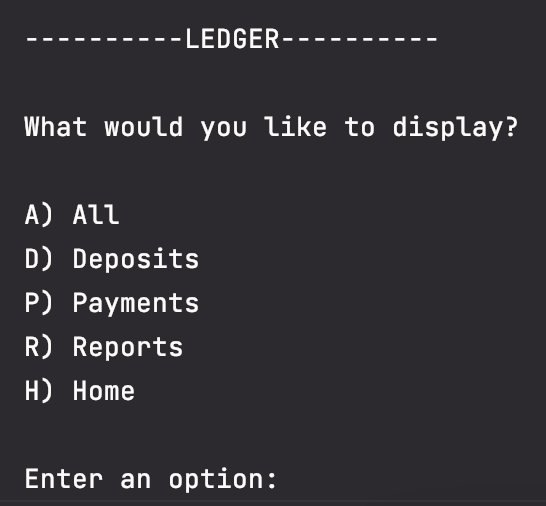 ----------LEDGER----------
What would you like to display?
A) All
D) Deposits
P) Payments
R) Reports
H) Home
Enter an option: